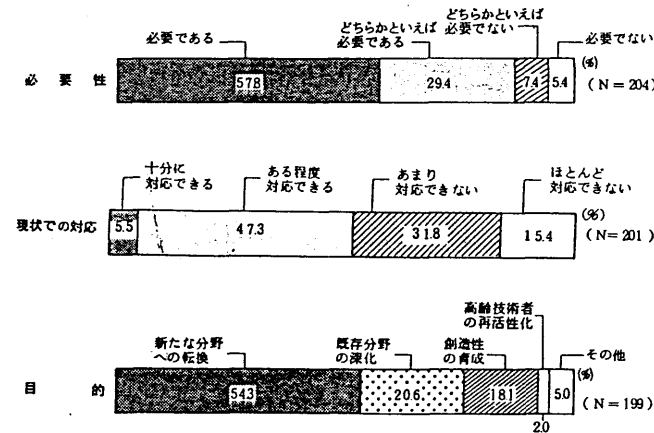 必要である
どちらかといえば
必要である
どちらかといえば
必要でない
必要でない
必要性
578
29.4
7.4
5.4
(%)
(N=204)
十分に
対応できる
ある程度
対応できる
あまり
対応できない
ほとんど
対応できない
現状での対応
5.5
47.3
31.8
15.4
(%)
(N=201)
新たな分野
への転換
既存分野
の深化
創造性
の育成
高齢技術者
の再活性化
その他
目的
543
20.6
181
2.0
5.0
(%)
(N=199)